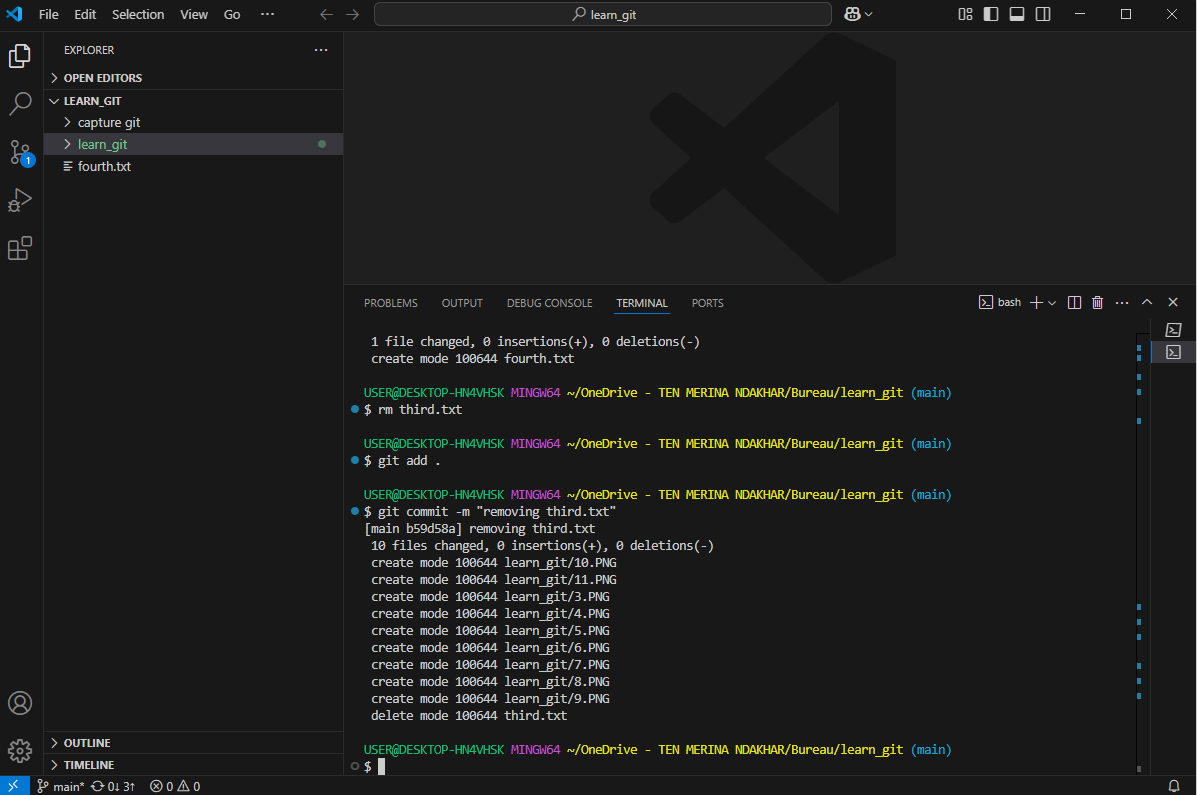 File Edit Selection View Go ··· learn_git
EXPLORER ···
OPEN EDITORS
LEARN_GIT
capture git
learn_git
fourth.txt
1
OUTLINE
TIMELINE
PROBLEMS OUTPUT DEBUG CONSOLE TERMINAL PORTS bash ···
1 file changed, 0 insertions(+), 0 deletions(-)
create mode 100644 fourth.txt
USER@DESKTOP-HN4VHSK MINGW64 ~/OneDrive - TEN MERINA NDAKHAR/Bureau/learn_git (main)
$ rm third.txt
USER@DESKTOP-HN4VHSK MINGW64 ~/OneDrive - TEN MERINA NDAKHAR/Bureau/learn_git (main)
$ git add .
USER@DESKTOP-HN4VHSK MINGW64 ~/OneDrive - TEN MERINA NDAKHAR/Bureau/learn_git (main)
$ git commit -m "removing third.txt"
[main b59d58a] removing third.txt
10 files changed, 0 insertions(+), 0 deletions(-)
create mode 100644 learn_git/10.PNG
create mode 100644 learn_git/11.PNG
create mode 100644 learn_git/3.PNG
create mode 100644 learn_git/4.PNG
create mode 100644 learn_git/5.PNG
create mode 100644 learn_git/6.PNG
create mode 100644 learn_git/7.PNG
create mode 100644 learn_git/8.PNG
create mode 100644 learn_git/9.PNG
delete mode 100644 third.txt
USER@DESKTOP-HN4VHSK MINGW64 ~/OneDrive - TEN MERINA NDAKHAR/Bureau/learn_git (main)
$
main* 0↓ 3↑ 0 0